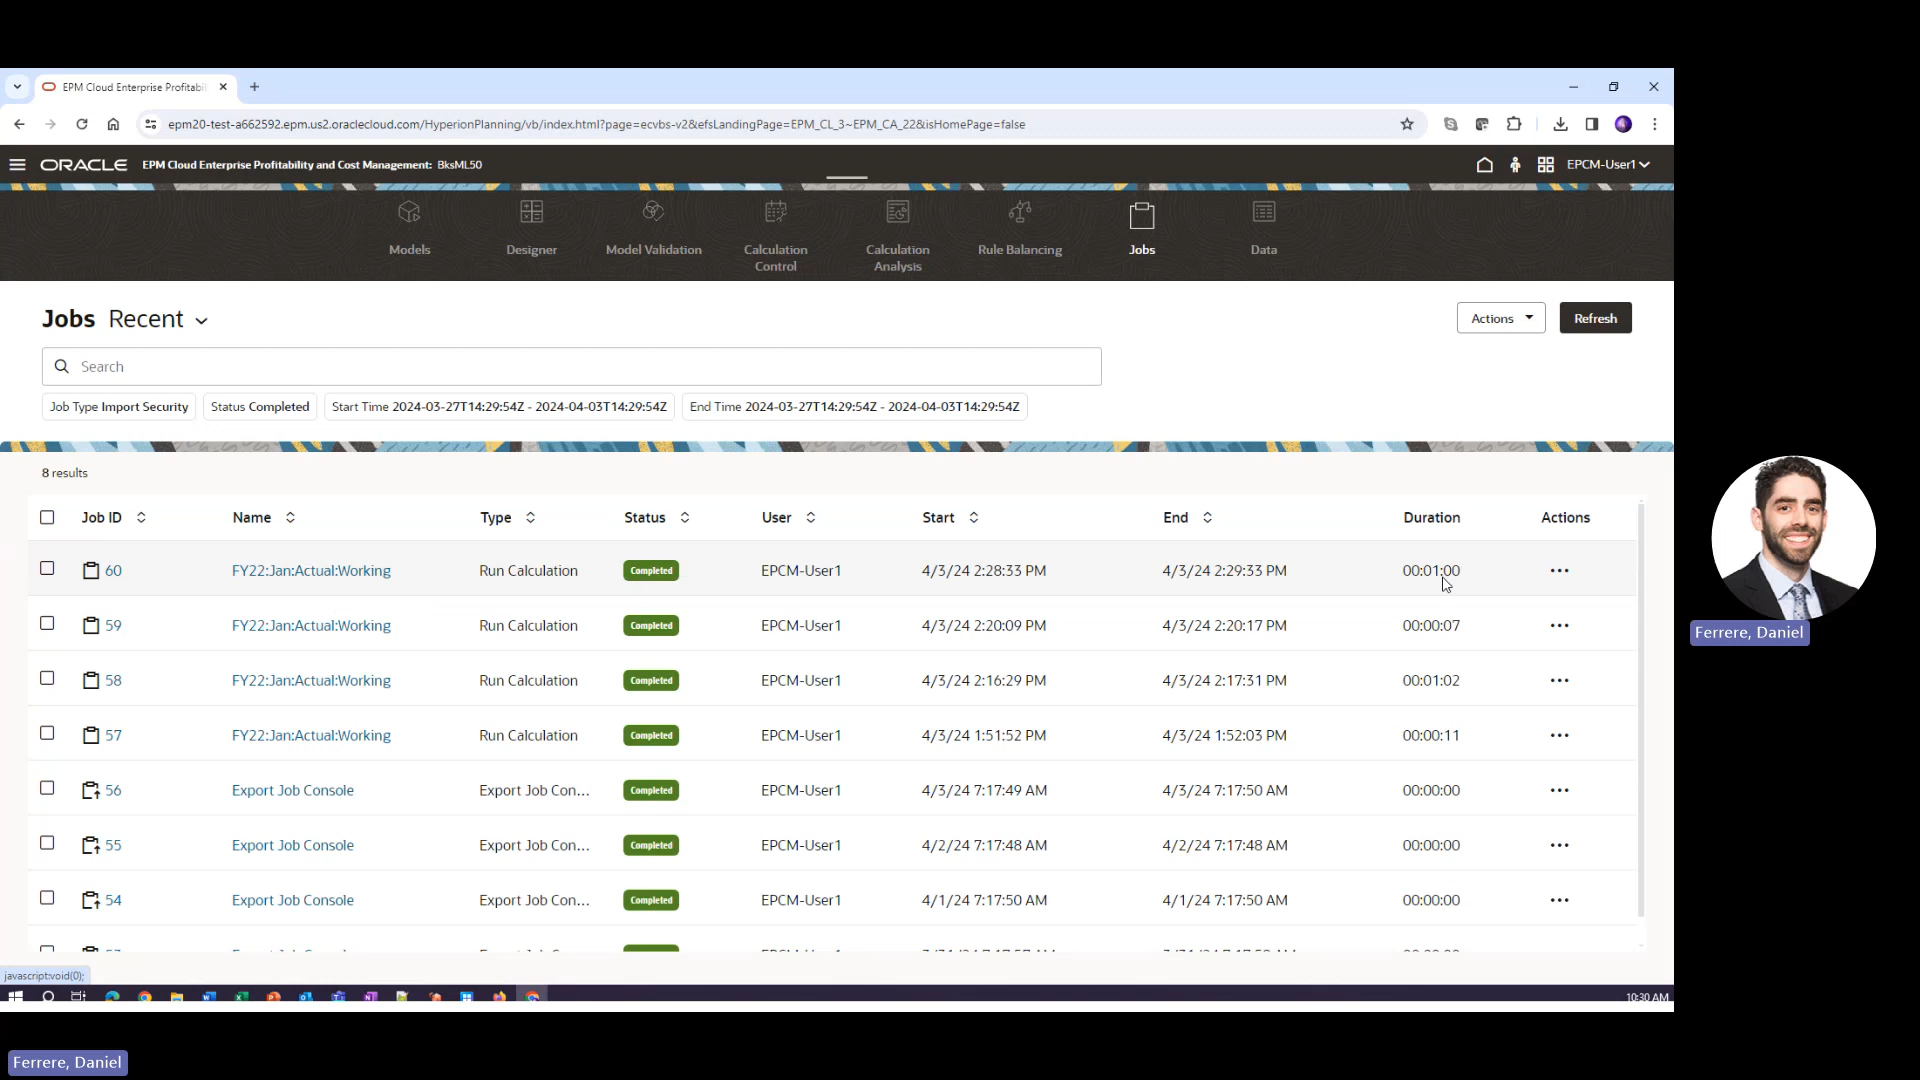 EPM Cloud Enterprise Profitabi
epm20-test-a662592.epm.us2.oraclecloud.com/HyperionPlanning/vb/index.html?page=ecvbs-v2&efsLandingPage=EPM_CL_3~EPM_CA_22&isHomePage=false
ORACLE EPM Cloud Enterprise Profitability and Cost Management: BksML50 EPCM-User1
Models Designer Model Validation Calculation Control Calculation Analysis Rule Balancing Jobs Data
Jobs Recent Actions Refresh
Search
Job Type Import Security Status Completed Start Time 2024-03-27T14:29:54Z - 2024-04-03T14:29:54Z End Time 2024-03-27T14:29:54Z - 2024-04-03T14:29:54Z
8 results
Job ID Name Type Status User Start End Duration Actions
60 FY22:Jan:Actual:Working Run Calculation Completed EPCM-User1 4/3/24 2:28:33 PM 4/3/24 2:29:33 PM 00:01:00
59 FY22:Jan:Actual:Working Run Calculation Completed EPCM-User1 4/3/24 2:20:09 PM 4/3/24 2:20:17 PM 00:00:07
58 FY22:Jan:Actual:Working Run Calculation Completed EPCM-User1 4/3/24 2:16:29 PM 4/3/24 2:17:31 PM 00:01:02
57 FY22:Jan:Actual:Working Run Calculation Completed EPCM-User1 4/3/24 1:51:52 PM 4/3/24 1:52:03 PM 00:00:11
56 Export Job Console Export Job Con... Completed EPCM-User1 4/3/24 7:17:49 AM 4/3/24 7:17:50 AM 00:00:00
55 Export Job Console Export Job Con... Completed EPCM-User1 4/2/24 7:17:48 AM 4/2/24 7:17:48 AM 00:00:00
54 Export Job Console Export Job Con... Completed EPCM-User1 4/1/24 7:17:50 AM 4/1/24 7:17:50 AM 00:00:00
javascript:void(0);
10:30 AM
Ferrere, Daniel
Ferrere, Daniel